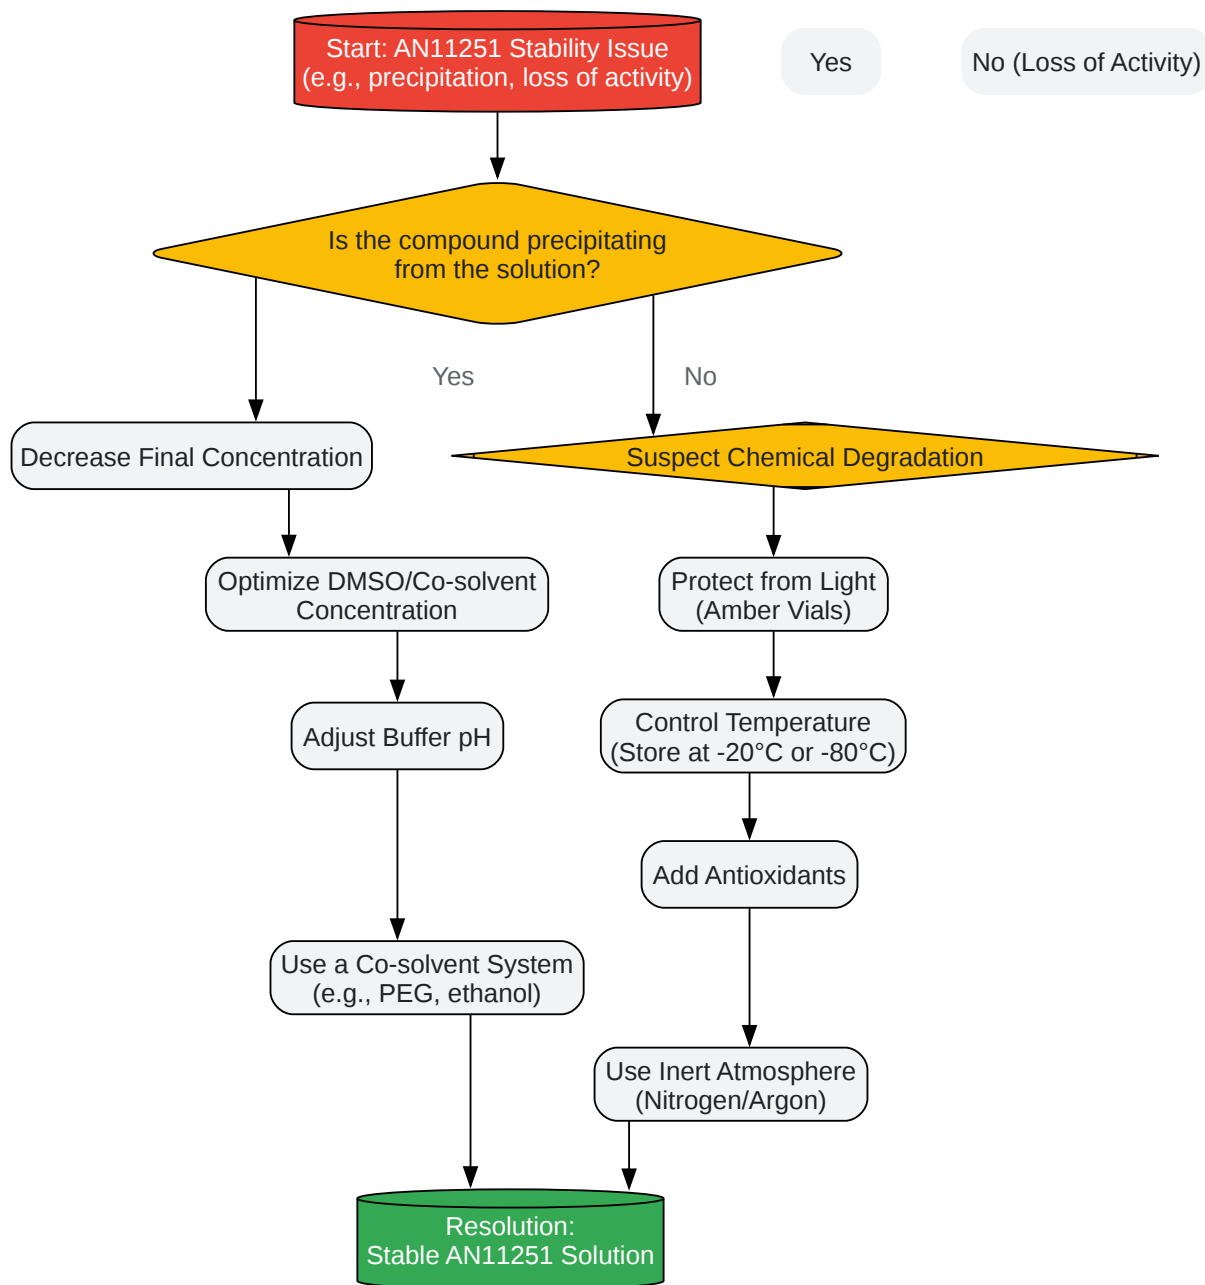 Start: AN11251 Stability Issue
(e.g., precipitation, loss of activity)
Yes
No (Loss of Activity)
Is the compound precipitating
from the solution?
Yes
No
Decrease Final Concentration
Suspect Chemical Degradation
Optimize DMSO/Co-solvent
Concentration
Protect from Light
(Amber Vials)
Adjust Buffer pH
Control Temperature
(Store at -20°C or -80°C)
Add Antioxidants
Use a Co-solvent System
(e.g., PEG, ethanol)
Use Inert Atmosphere
(Nitrogen/Argon)
Resolution:
Stable AN11251 Solution